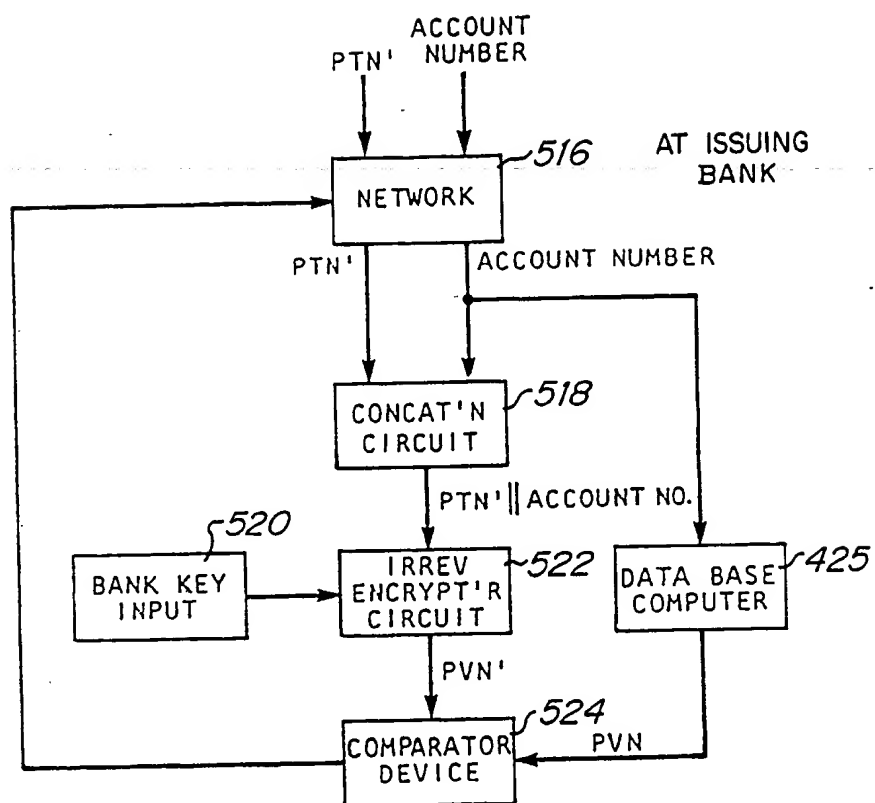 PTN'
ACCOUNT
NUMBER
516
AT ISSUING
BANK
NETWORK
PTN'
ACCOUNT NUMBER
518
CONCAT'N
CIRCUIT
PTN' || ACCOUNT NO.
520
BANK KEY
INPUT
522
IRREV
ENCRYPT'R
CIRCUIT
425
DATA BASE
COMPUTER
PVN'
524
COMPARATOR
DEVICE
PVN